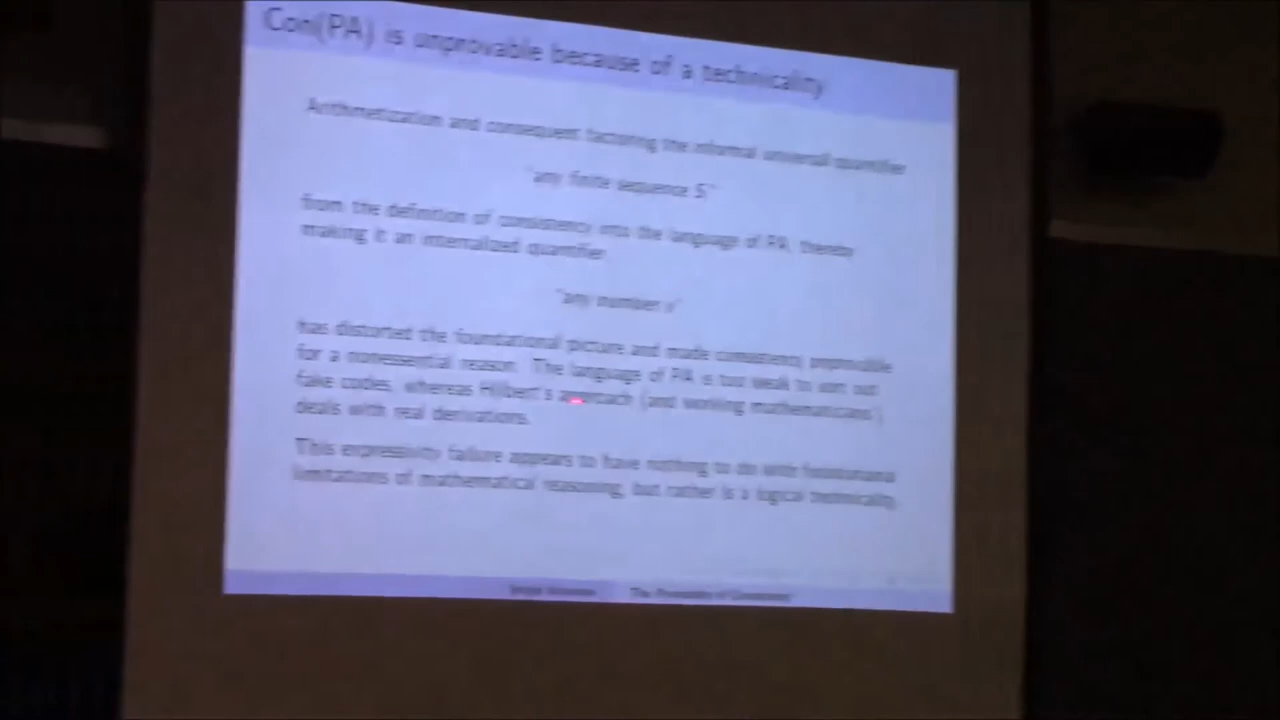 Con(PA) is unprovable because of a technicality
Arithmetization and consequent factoring the informal universal quantifier
"any finite sequence S"
from the definition of consistency into the language of PA, thereby
making it an internalized quantifier
"any number x"
has distorted the foundational picture and made consistency unprovable
for a nonessential reason. The language of PA is too weak to sort out
fake codes, whereas Hilbert's approach (and working mathematicians)
deals with real derivations.
This expressivity failure appears to have nothing to do with
limitations of mathematical reasoning, but rather is a logical technicality.
The Provability of Consistency